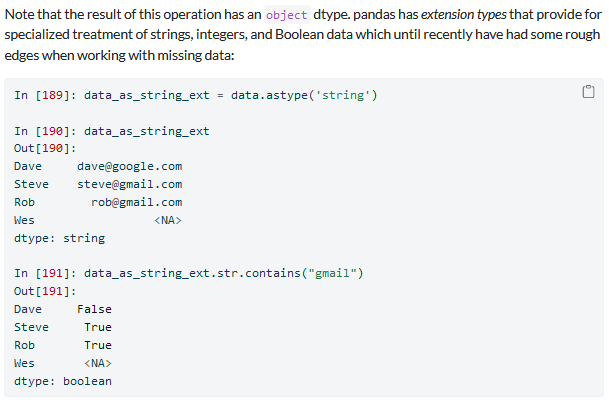 Note that the result of this operation has an object dtype. pandas has extension types that provide for
specialized treatment of strings, integers, and Boolean data which until recently have had some rough
edges when working with missing data:
In [189]: data_as_string_ext = data.astype('string')
In [190]: data_as_string_ext
Out[190]:
Dave     dave@google.com
Steve    steve@gmail.com
Rob        rob@gmail.com
Wes                 <NA>
dtype: string
In [191]: data_as_string_ext.str.contains("gmail")
Out[191]:
Dave     False
Steve     True
Rob       True
Wes       <NA>
dtype: boolean